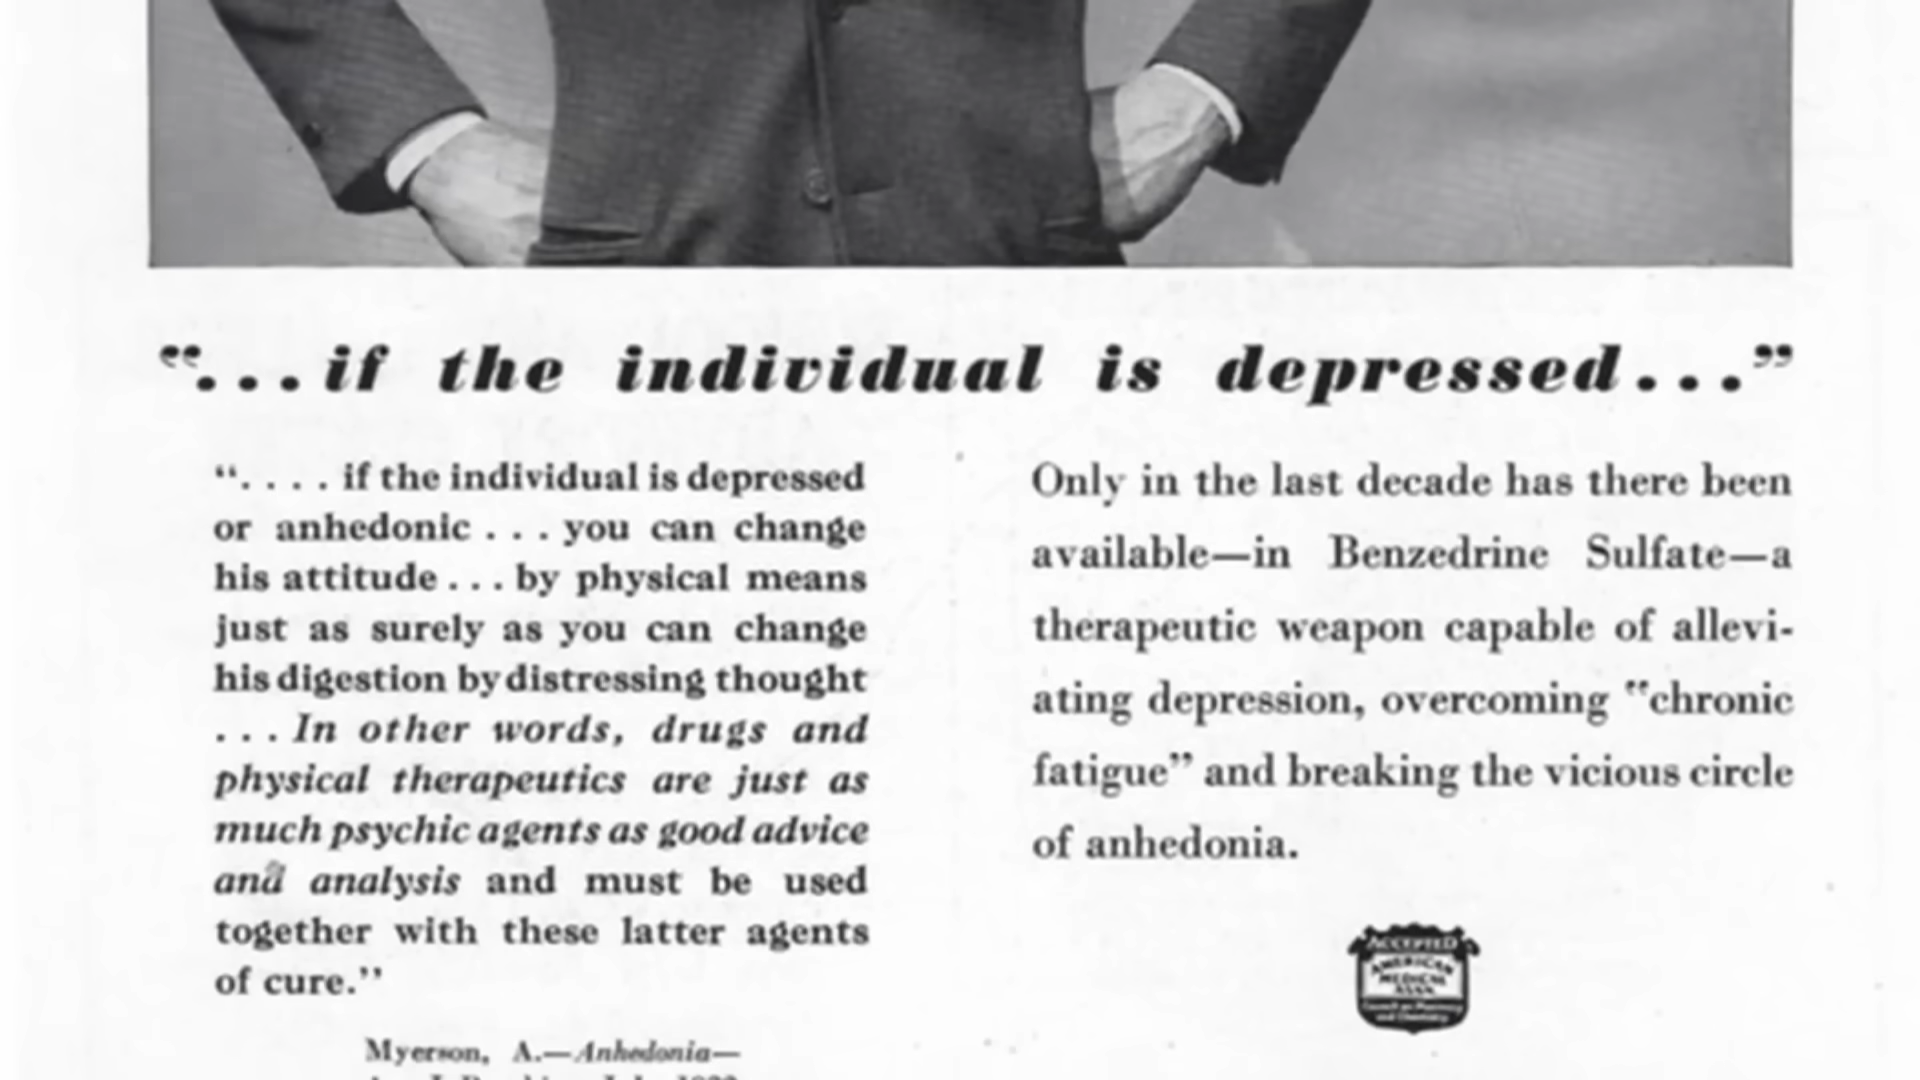 “...if the individual is depressed...”
“. . . . if the individual is depressed
or anhedonic . . . you can change
his attitude . . . by physical means
just as surely as you can change
his digestion by distressing thought
. . . In other words, drugs and
physical therapeutics are just as
much psychic agents as good advice
and analysis and must be used
together with these latter agents
of cure.”
Myerson, A.—Anhedonia—
Only in the last decade has there been
available—in Benzedrine Sulfate—a
therapeutic weapon capable of allevi-
ating depression, overcoming “chronic
fatigue” and breaking the vicious circle
of anhedonia.
ACCEPTED
AMERICAN
MEDICAL
ASSN.